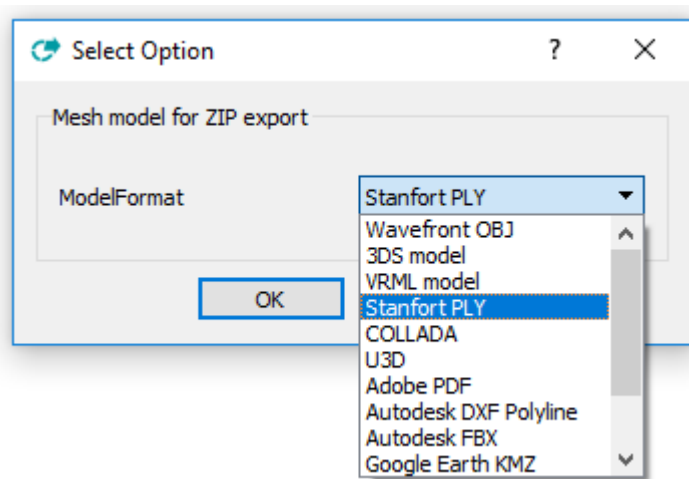 Select Option ?
Mesh model for ZIP export
ModelFormat Stanfort PLY
Wavefront OBJ
3DS model
VRML model
OK
Stanfort PLY
COLLADA
U3D
Adobe PDF
Autodesk DXF Polyline
Autodesk FBX
Google Earth KMZ